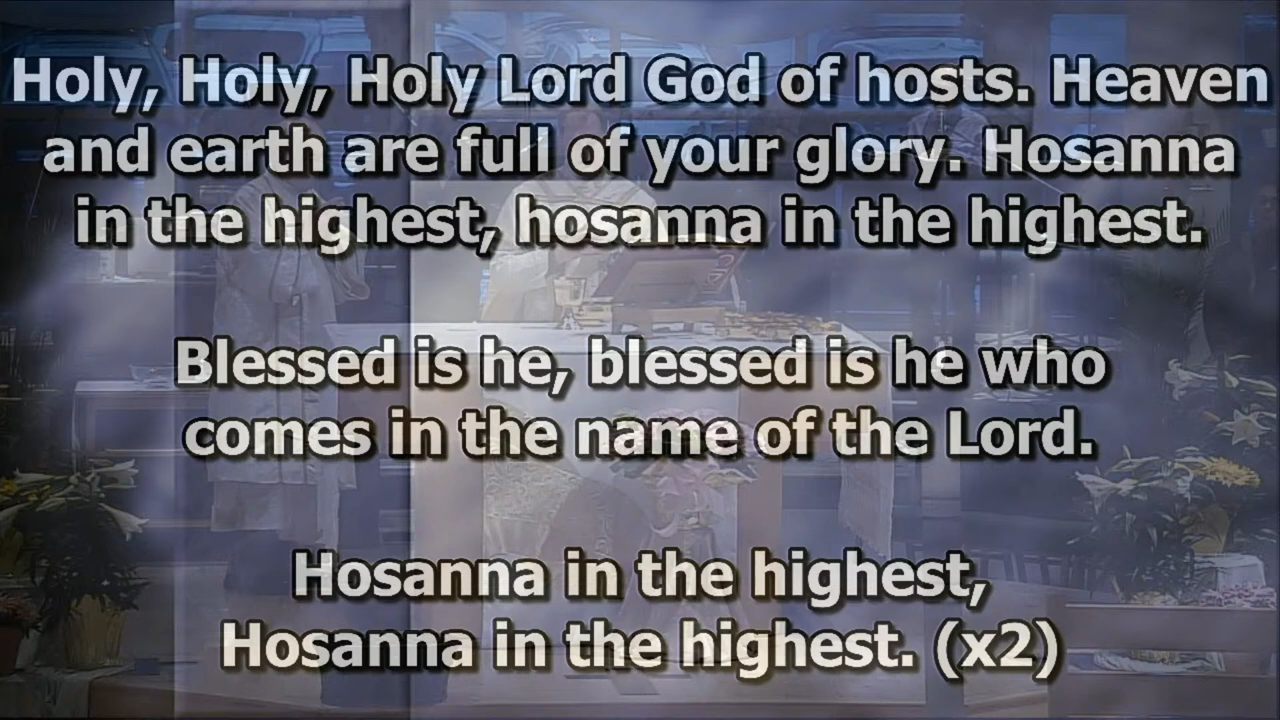 Holy, Holy, Holy Lord God of hosts. Heaven
and earth are full of your glory. Hosanna
in the highest, hosanna in the highest.
Blessed is he, blessed is he who
comes in the name of the Lord.
Hosanna in the highest,
Hosanna in the highest. (x2)